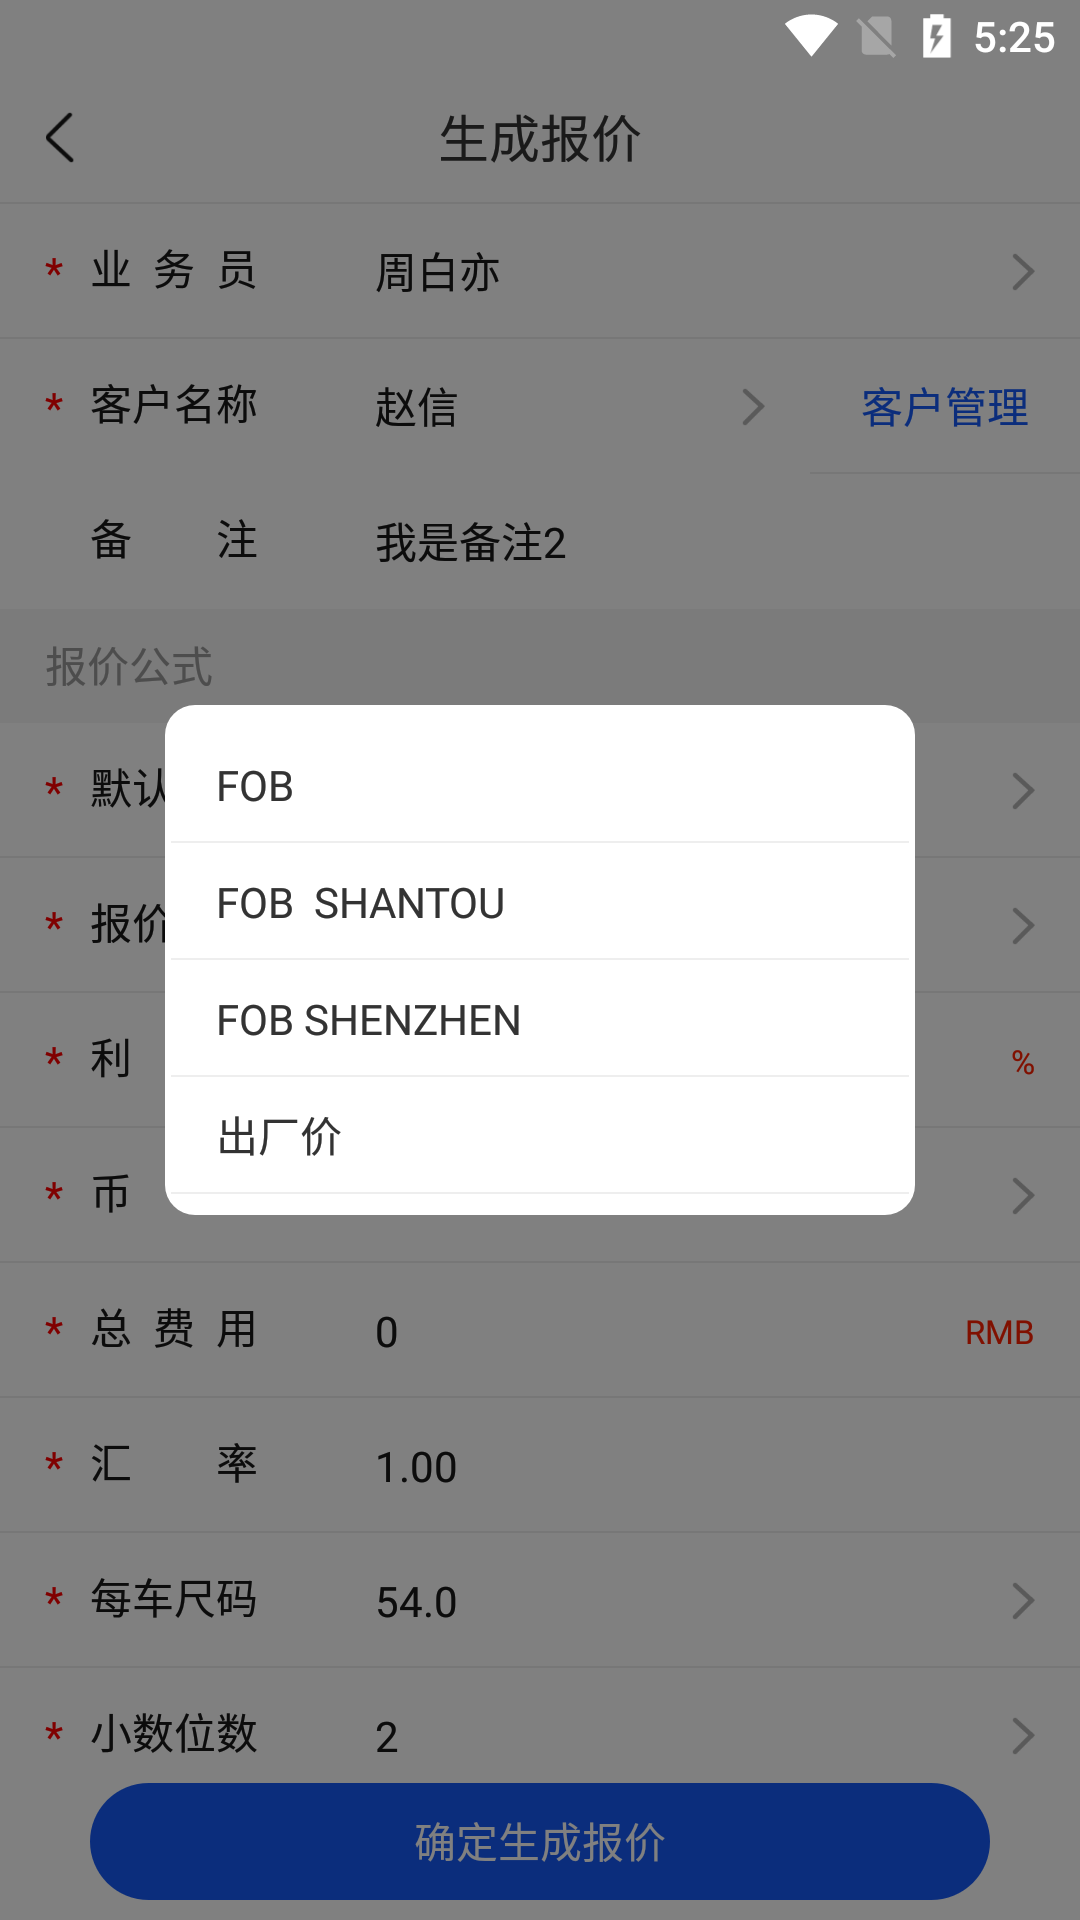 5:25
生成报价
* 业 务 员 周白亦
* 客户名称 赵信 客户管理
备 注 我是备注2
报价公式
* 默认
FOB
* 报价
FOB  SHANTOU
FOB SHENZHEN
* 利 %
出厂价
* 币
* 总 费 用 0 RMB
* 汇 率 1.00
* 每车尺码 54.0
* 小数位数 2
确定生成报价